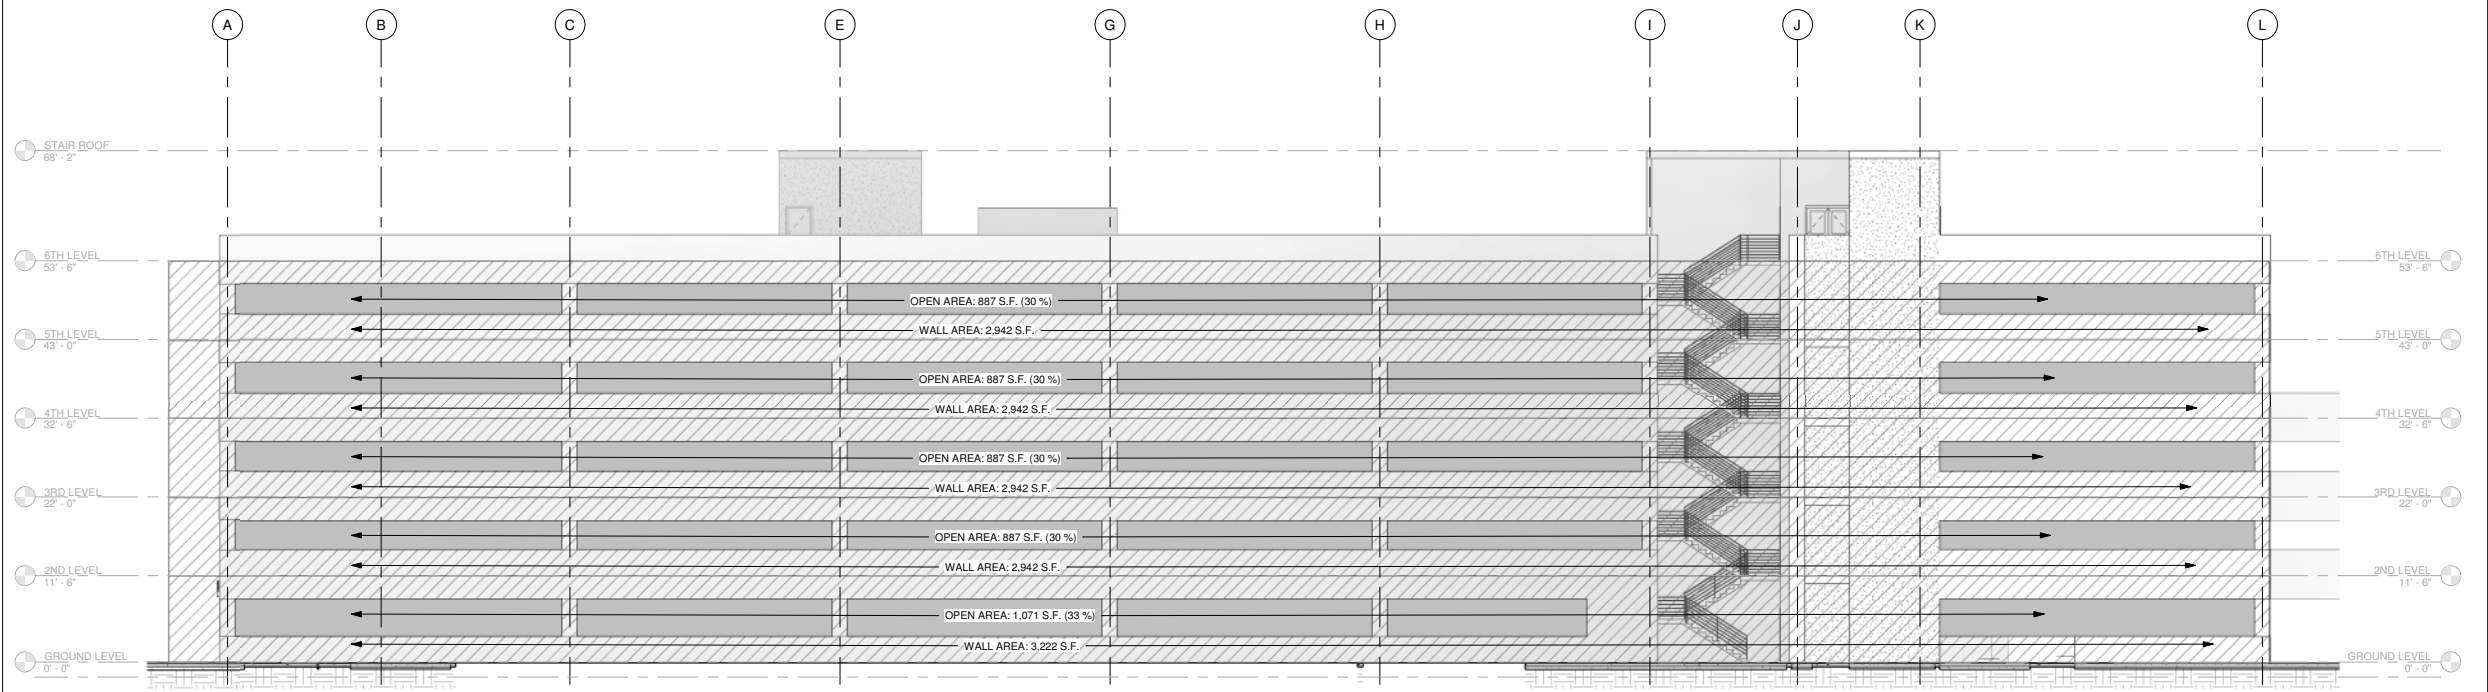 A B C E G H I J K L
STAIR ROOF
68' - 2"
6TH LEVEL
53' - 6"
6TH LEVEL
53' - 6"
OPEN AREA: 887 S.F. (30 %)
WALL AREA: 2,942 S.F.
5TH LEVEL
43' - 0"
5TH LEVEL
43' - 0"
OPEN AREA: 887 S.F. (30 %)
WALL AREA: 2,942 S.F.
4TH LEVEL
32' - 6"
4TH LEVEL
32' - 6"
OPEN AREA: 887 S.F. (30 %)
WALL AREA: 2,942 S.F.
3RD LEVEL
22' - 0"
3RD LEVEL
22' - 0"
OPEN AREA: 887 S.F. (30 %)
WALL AREA: 2,942 S.F.
2ND LEVEL
11' - 6"
2ND LEVEL
11' - 6"
OPEN AREA: 1,071 S.F. (33 %)
WALL AREA: 3,222 S.F.
GROUND LEVEL
0' - 0"
GROUND LEVEL
0' - 0"